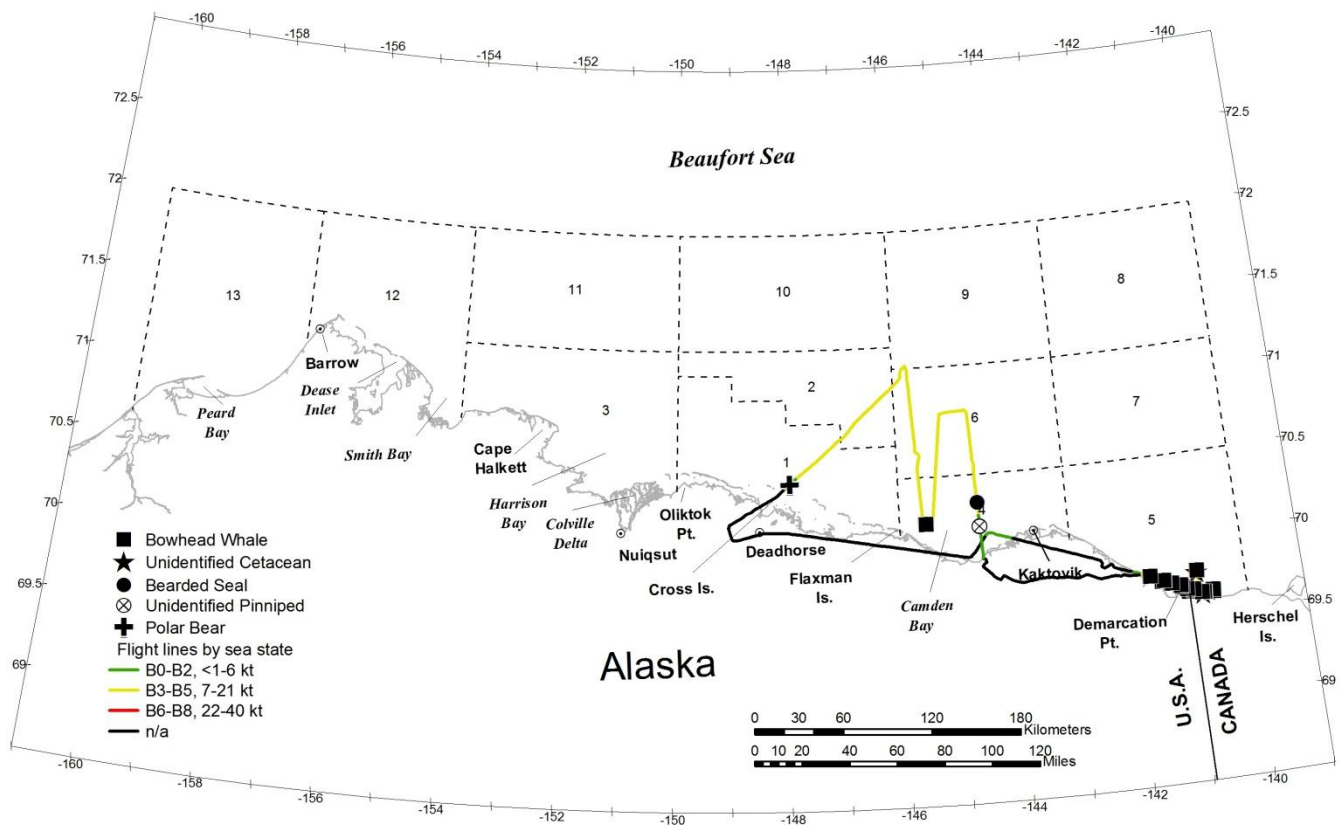 -160
-158
-156
-154
-152
-150
-148
-146
-144
-142
-140
72.5
72.5
72
72
Beaufort Sea
71.5
71.5
13
12
11
10
9
8
71
71
Barrow
Dease
Inlet
Peard
Bay
Smith Bay
3
2
6
7
70.5
70.5
Cape
Halkett
Harrison
Bay
Colville
Delta
1
4
5
70
70
Oliktok
Pt.
Nuiqsut
Deadhorse
Cross Is.
Flaxman
Is.
Camden
Bay
Kaktovik
Demarcation
Pt.
Herschel
Is.
69.5
69.5
69
69
Bowhead Whale
Unidentified Cetacean
Bearded Seal
Unidentified Pinniped
Polar Bear
Flight lines by sea state
B0-B2, <1-6 kt
B3-B5, 7-21 kt
B6-B8, 22-40 kt
n/a
Alaska
U.S.A.
CANADA
0 30 60 120 180
Kilometers
0 10 20 40 60 80 100 120
Miles
-160
-158
-156
-154
-152
-150
-148
-146
-144
-142
-140